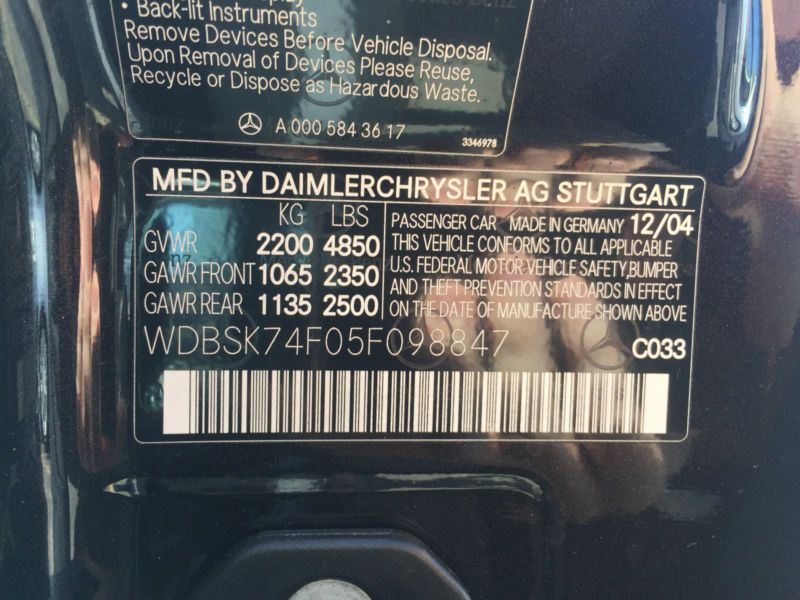 • Back-lit Instruments
Remove Devices Before Vehicle Disposal.
Upon Removal of Devices Please Reuse,
Recycle or Dispose as Hazardous Waste.
A 000 584 36 17
3346978
MFD BY DAIMLERCHRYSLER AG STUTTGART
KG LBS
GVWR 2200 4850
GAWR FRONT 1065 2350
GAWR REAR 1135 2500
PASSENGER CAR MADE IN GERMANY 12/04
THIS VEHICLE CONFORMS TO ALL APPLICABLE
U.S. FEDERAL MOTOR VEHICLE SAFETY,BUMPER
AND THEFT PREVENTION STANDARDS IN EFFECT
ON THE DATE OF MANUFACTURE SHOWN ABOVE
WDBSK74F05F098847
C033